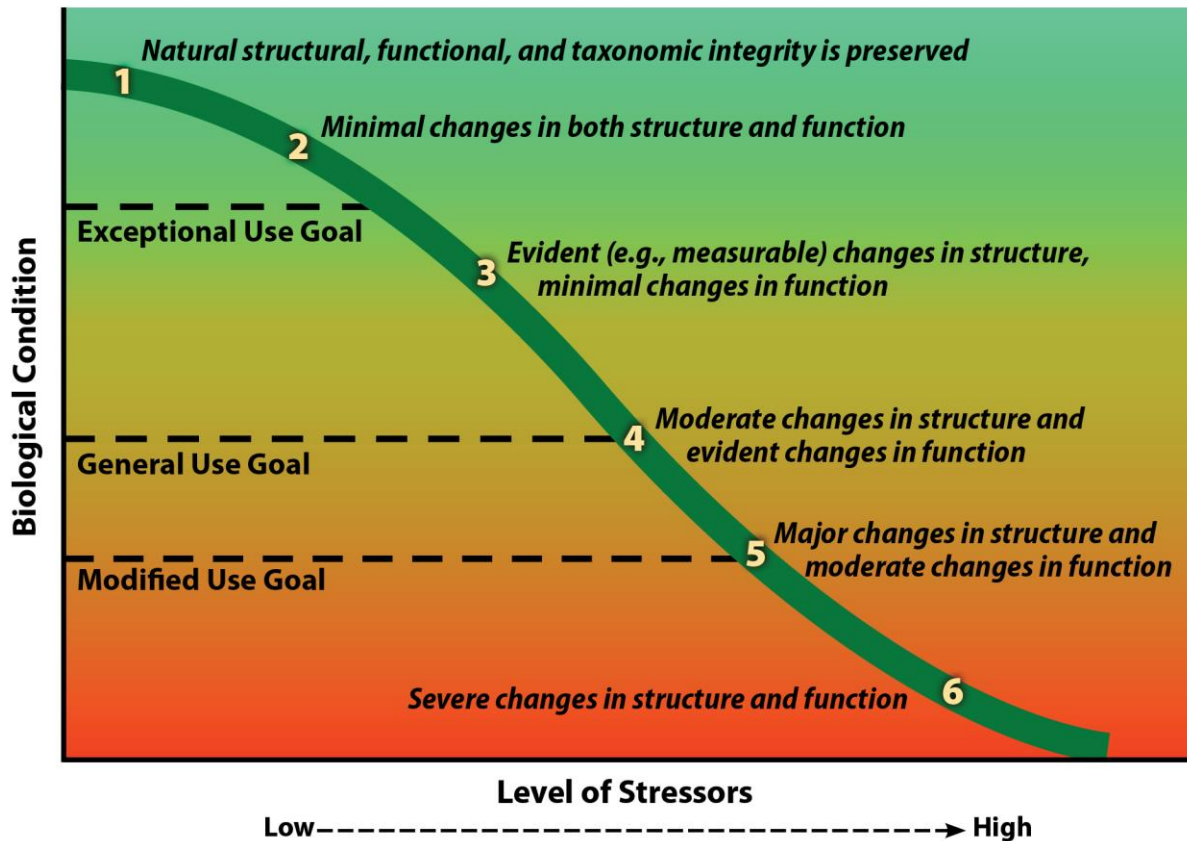 Natural structural, functional, and taxonomic integrity is preserved
1
2
Minimal changes in both structure and function
Exceptional Use Goal
3
Evident (e.g., measurable) changes in structure,
minimal changes in function
4
Moderate changes in structure and
evident changes in function
General Use Goal
5
Major changes in structure and
moderate changes in function
Modified Use Goal
6
Severe changes in structure and function
Biological Condition
Level of Stressors
Low
High